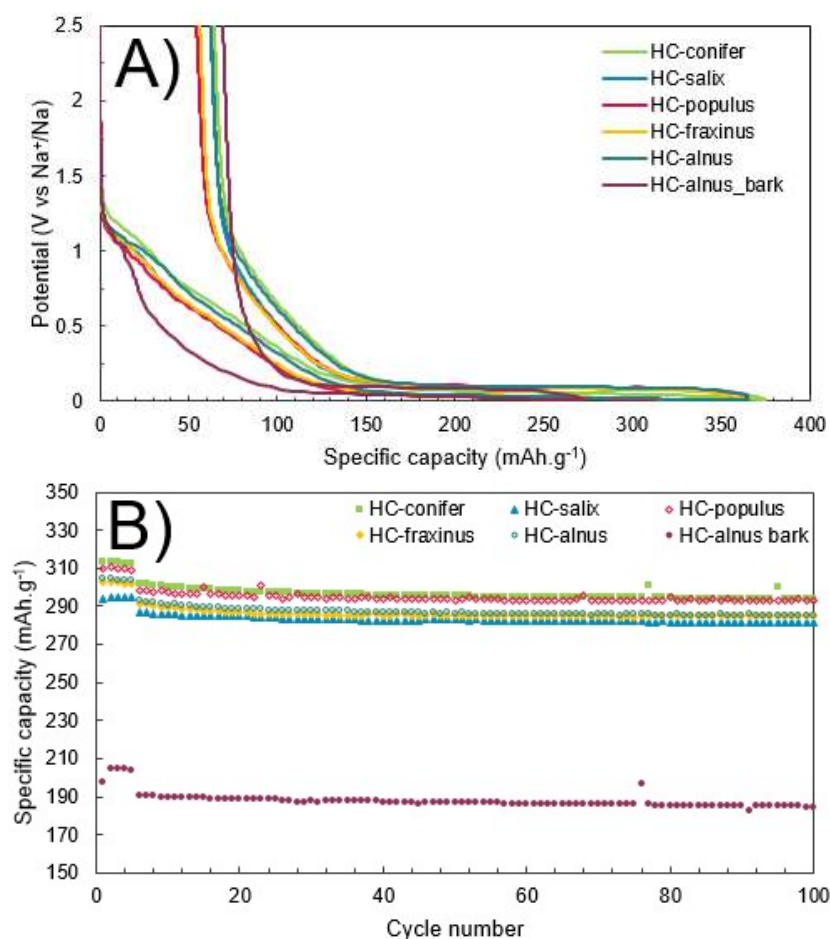 A)
2.5
2
1.5
1
0.5
0
Potential (V vs Na⁺/Na)
HC-conifer
HC-salix
HC-populus
HC-fraxinus
HC-alnus
HC-alnus_bark
0 50 100 150 200 250 300 350 400
Specific capacity (mAh.g⁻¹)
B)
350
330
310
290
270
250
230
210
190
170
150
Specific capacity (mAh.g⁻¹)
HC-conifer HC-salix HC-populus
HC-fraxinus HC-alnus HC-alnus bark
0 20 40 60 80 100
Cycle number